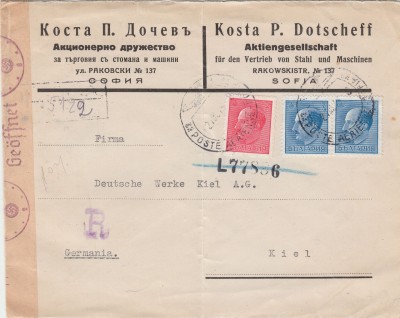 Коста П. Дочевъ
Акционерно дружество
за търговия съ стомана и машини
ул. РАКОВСКИ № 137
СОФИЯ
Kosta P. Dotscheff
Aktiengesellschaft
für den Vertrieb von Stahl und Maschinen
RAKOWSKISTR. № 137
SOFIA
Geöffnet
Firma
L77836
Deutsche Werke Kiel A.G.
R
Germania.
Kiel